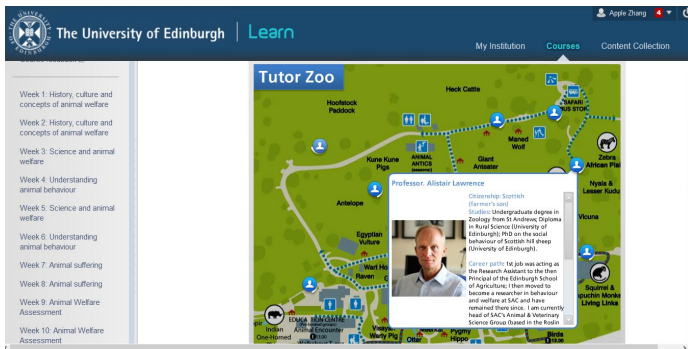 Apple Zhang 4
The University of Edinburgh
Learn
My Institution
Courses
Content Collection
Week 1: History, culture and
concepts of animal welfare
Week 2: History, culture and
concepts of animal welfare
Week 3: Science and animal
welfare
Week 4: Understanding
animal behaviour
Week 5: Science and animal
welfare
Week 6: Understanding
animal behaviour
Week 7: Animal suffering
Week 8: Animal suffering
Week 9: Animal Welfare
Assessment
Week 10: Animal Welfare
Assessment
Tutor Zoo
Heck Cattle
Hoofstock
Paddock
SAFARI
BUS STOP
Maned
Wolf
Kune Kune
Pigs
ANIMAL
ANTICS
Giant
Anteater
Zebra
African
Nyala &
Lesser Kudu
Antelope
Vicuna
Egyptian
Vulture
Raven
Squirrel &
Living Links
Indian
One-Horned
Animal Encounter
Warty Pig
Otter
Pygmy
Hippo
Birds
Professor. Alistair Lawrence
Citizenship: Scottish
(farmer's son)
Studies: Undergraduate degree in
Zoology from St Andrews; Diploma
in Rural Science (University of
Edinburgh); PhD on the social
behaviour of Scottish hill sheep
(University of Edinburgh).
Career path: 1st job was acting as
the Research Assistant to the then
Principal of the Edinburgh School
of Agriculture; I then moved to
become a researcher in behaviour
and welfare at SAC and have
remained there since. I am currently
head of SAC's Animal & Veterinary
Science Group (based in the Roslin